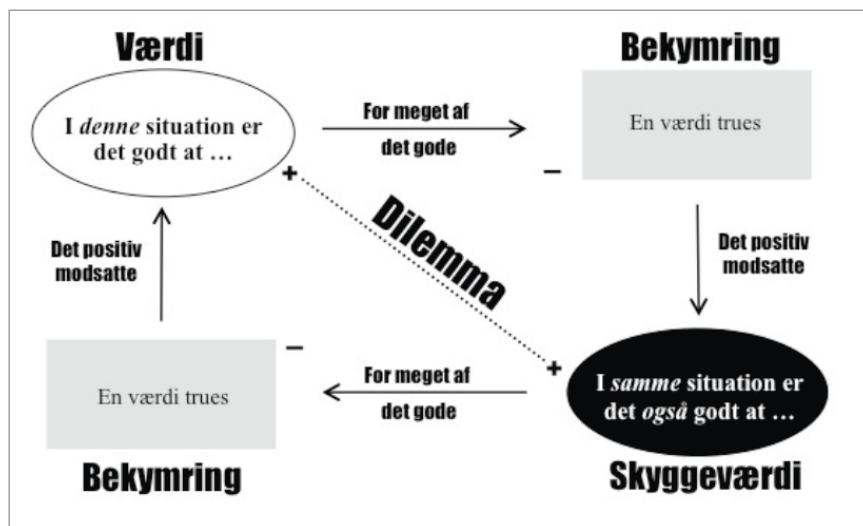 Værdi
I denne situation er
det godt at …
For meget af
det gode
Bekymring
En værdi trues
+
–
Dilemma
Det positiv
modsatte
Det positiv
modsatte
En værdi trues
–
Bekymring
For meget af
det gode
+
I samme situation er
det også godt at …
Skyggeværdi